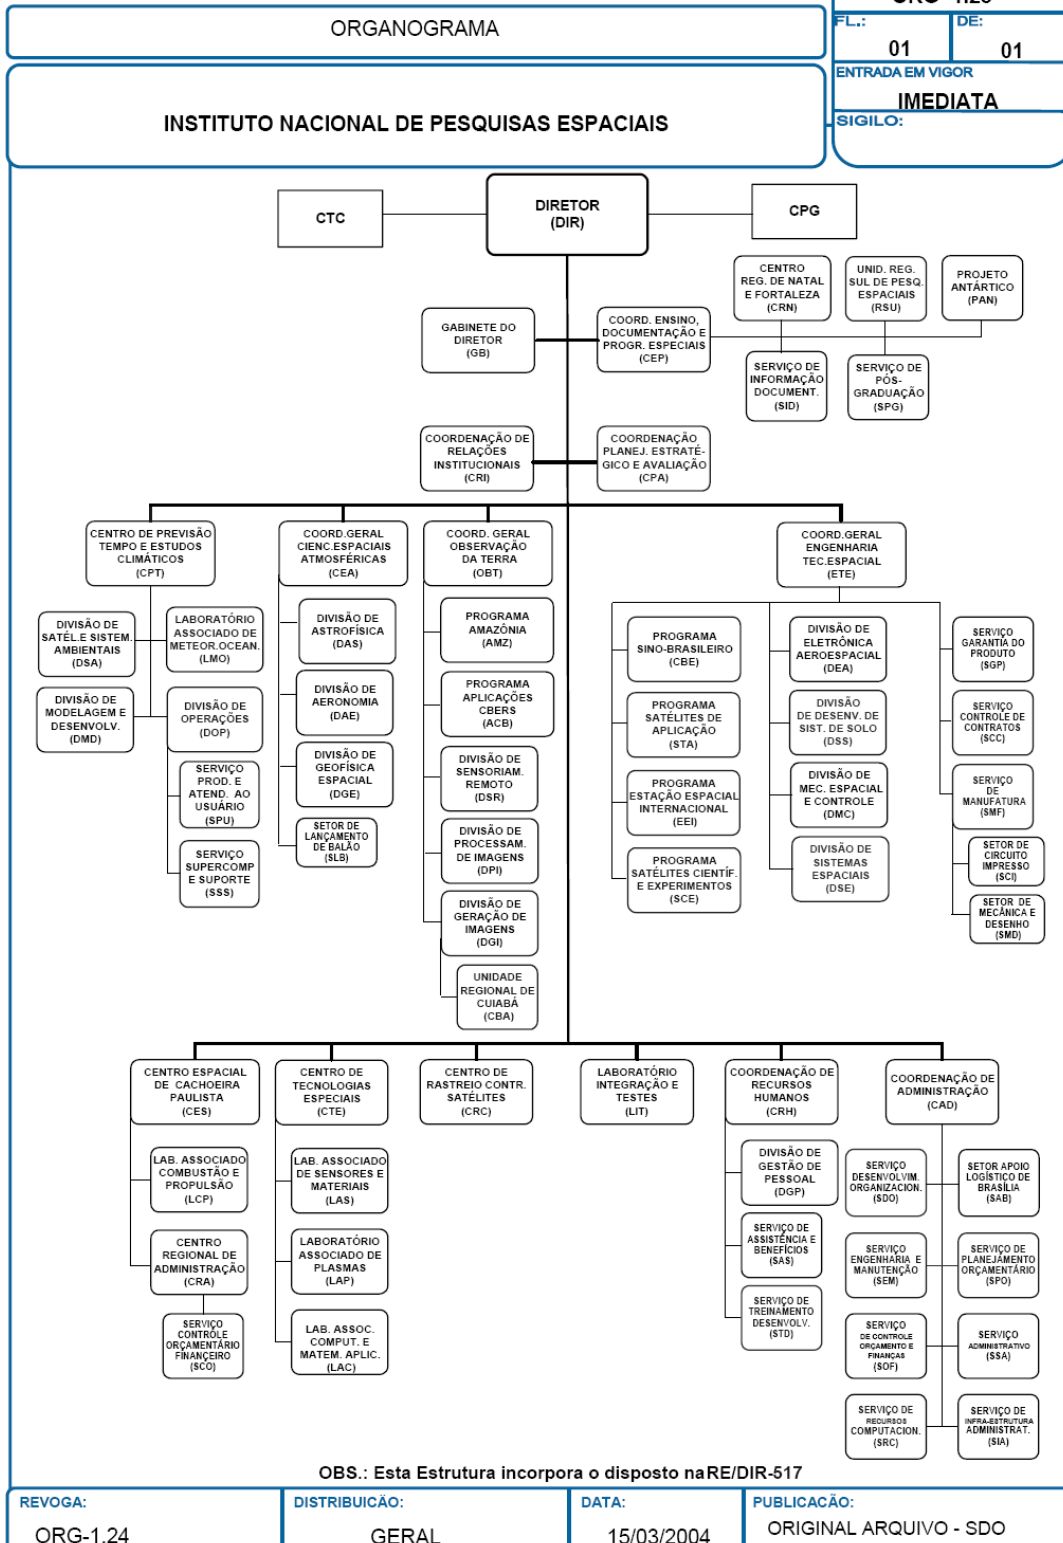 ORGANOGRAMA
FL.:
DE:
01
01
ENTRADA EM VIGOR
IMEDIATA
SIGILO:
INSTITUTO NACIONAL DE PESQUISAS ESPACIAIS
CTC
DIRETOR
(DIR)
CPG
CENTRO
REG. DE NATAL
E FORTALEZA
(CRN)
UNID. REG.
SUL DE PESQ.
ESPACIAIS
(RSU)
PROJETO
ANTÁRTICO
(PAN)
GABINETE DO
DIRETOR
(GB)
COORD. ENSINO,
DOCUMENTAÇÃO E
PROGR. ESPECIAIS
(CEP)
SERVIÇO DE
INFORMAÇÃO
DOCUMENT.
(SID)
SERVIÇO DE
PÓS-
GRADUAÇÃO
(SPG)
COORDENAÇÃO DE
RELAÇÕES
INSTITUCIONAIS
(CRI)
COORDENAÇÃO
PLANEJ. ESTRATÉ-
GICO E AVALIAÇÃO
(CPA)
CENTRO DE PREVISÃO
TEMPO E ESTUDOS
CLIMÁTICOS
(CPT)
COORD.GERAL
CIENC.ESPACIAIS
ATMOSFÉRICAS
(CEA)
COORD. GERAL
OBSERVAÇÃO
DA TERRA
(OBT)
COORD.GERAL
ENGENHARIA
TEC.ESPACIAL
(ETE)
DIVISÃO DE
SATÉL.E SISTEM.
AMBIENTAIS
(DSA)
LABORATÓRIO
ASSOCIADO DE
METEOR.OCEAN.
(LMO)
DIVISÃO DE
MODELAGEM E
DESENVOLV.
(DMD)
DIVISÃO DE
OPERAÇÕES
(DOP)
SERVIÇO
PROD. E
ATEND. AO
USUÁRIO
(SPU)
SERVIÇO
SUPERCOMP
E SUPORTE
(SSS)
DIVISÃO DE
ASTROFÍSICA
(DAS)
DIVISÃO DE
AERONOMIA
(DAE)
DIVISÃO DE
GEOFÍSICA
ESPACIAL
(DGE)
SETOR DE
LANÇAMENTO
DE BALÃO
(SLB)
PROGRAMA
AMAZÔNIA
(AMZ)
PROGRAMA
APLICAÇÕES
CBERS
(ACB)
DIVISÃO DE
SENSORIAM.
REMOTO
(DSR)
DIVISÃO DE
PROCESSAM.
DE IMAGENS
(DPI)
DIVISÃO DE
GERAÇÃO DE
IMAGENS
(DGI)
UNIDADE
REGIONAL DE
CUIABÁ
(CBA)
PROGRAMA
SINO-BRASILEIRO
(CBE)
PROGRAMA
SATÉLITES DE
APLICAÇÃO
(STA)
PROGRAMA
ESTAÇÃO ESPACIAL
INTERNACIONAL
(EEI)
PROGRAMA
SATÉLITES CIENTÍF.
E EXPERIMENTOS
(SCE)
DIVISÃO DE
ELETRÔNICA
AEROESPACIAL
(DEA)
DIVISÃO
DE DESENV. DE
SIST. DE SOLO
(DSS)
DIVISÃO DE
MEC. ESPACIAL
E CONTROLE
(DMC)
DIVISÃO DE
SISTEMAS
ESPACIAIS
(DSE)
SERVIÇO
GARANTIA DO
PRODUTO
(SGP)
SERVIÇO
CONTROLE DE
CONTRATOS
(SCC)
SERVIÇO
DE
MANUFATURA
(SMF)
SETOR DE
CIRCUITO
IMPRESSO
(SCI)
SETOR DE
MECÂNICA E
DESENHO
(SMD)
CENTRO ESPACIAL
DE CACHOEIRA
PAULISTA
(CES)
CENTRO DE
TECNOLOGIAS
ESPECIAIS
(CTE)
CENTRO DE
RASTREIO CONTR.
SATÉLITES
(CRC)
LABORATÓRIO
INTEGRAÇÃO E
TESTES
(LIT)
COORDENAÇÃO DE
RECURSOS
HUMANOS
(CRH)
COORDENAÇÃO DE
ADMINISTRAÇÃO
(CAD)
LAB. ASSOCIADO
COMBUSTÃO E
PROPULSÃO
(LCP)
CENTRO
REGIONAL DE
ADMINISTRAÇÃO
(CRA)
SERVIÇO
CONTROLE
ORÇAMENTÁRIO
FINANÇEIRO
(SCO)
LAB. ASSOCIADO
DE SENSORES E
MATERIAIS
(LAS)
LABORATÓRIO
ASSOCIADO DE
PLASMAS
(LAP)
LAB. ASSOC.
COMPUT. E
MATEM. APLIC.
(LAC)
DIVISÃO DE
GESTÃO DE
PESSOAL
(DGP)
SERVIÇO DE
ASSISTÊNCIA E
BENEFÍCIOS
(SAS)
SERVIÇO DE
TREINAMENTO
DESENVOLV.
(STD)
SERVIÇO
DESENVOLVIM.
ORGANIZACION.
(SDO)
SETOR APOIO
LOGÍSTICO DE
BRASÍLIA
(SAB)
SERVIÇO
ENGENHARIA E
MANUTENÇÃO
(SEM)
SERVIÇO DE
PLANEJAMENTO
ORÇAMENTÁRIO
(SPO)
SERVIÇO
DE CONTROLE
ORÇAMENTO E
FINANÇAS
(SOF)
SERVIÇO
ADMINISTRATIVO
(SSA)
SERVIÇO DE
RECURSOS
COMPUTACION.
(SRC)
SERVIÇO DE
INFRA-ESTRUTURA
ADMINISTRAT.
(SIA)
OBS.: Esta Estrutura incorpora o disposto na RE/DIR-517
REVOGA:
ORG-1.24
DISTRIBUICÃO:
GERAL
DATA:
15/03/2004
PUBLICACÃO:
ORIGINAL ARQUIVO - SDO